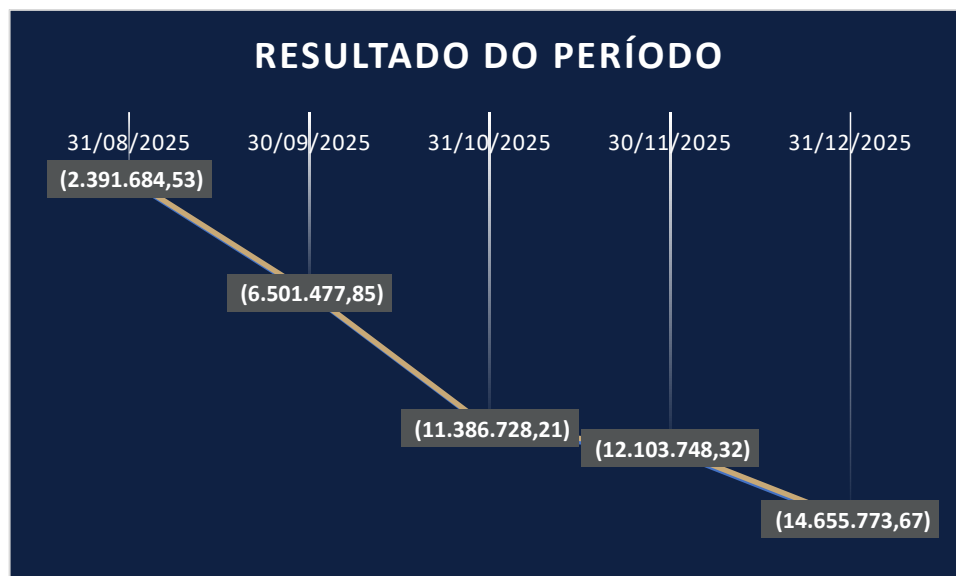 RESULTADO DO PERÍODO
31/08/2025 30/09/2025 31/10/2025 30/11/2025 31/12/2025
(2.391.684,53)
(6.501.477,85)
(11.386.728,21)
(12.103.748,32)
(14.655.773,67)